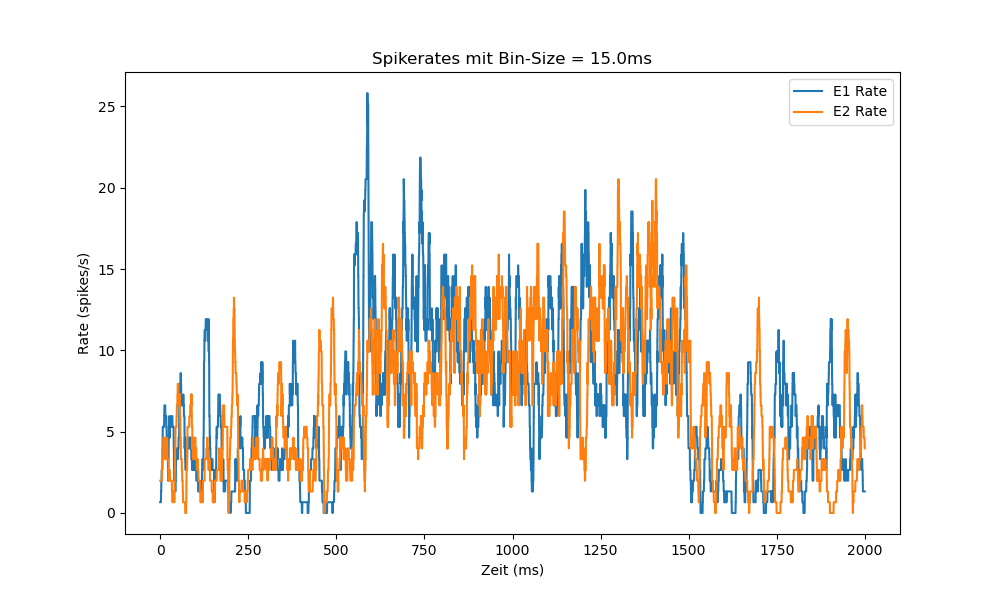 Spikerates mit Bin-Size = 15.0ms
E1 Rate
E2 Rate
Rate (spikes/s)
25
20
15
10
5
0
0 250 500 750 1000 1250 1500 1750 2000
Zeit (ms)